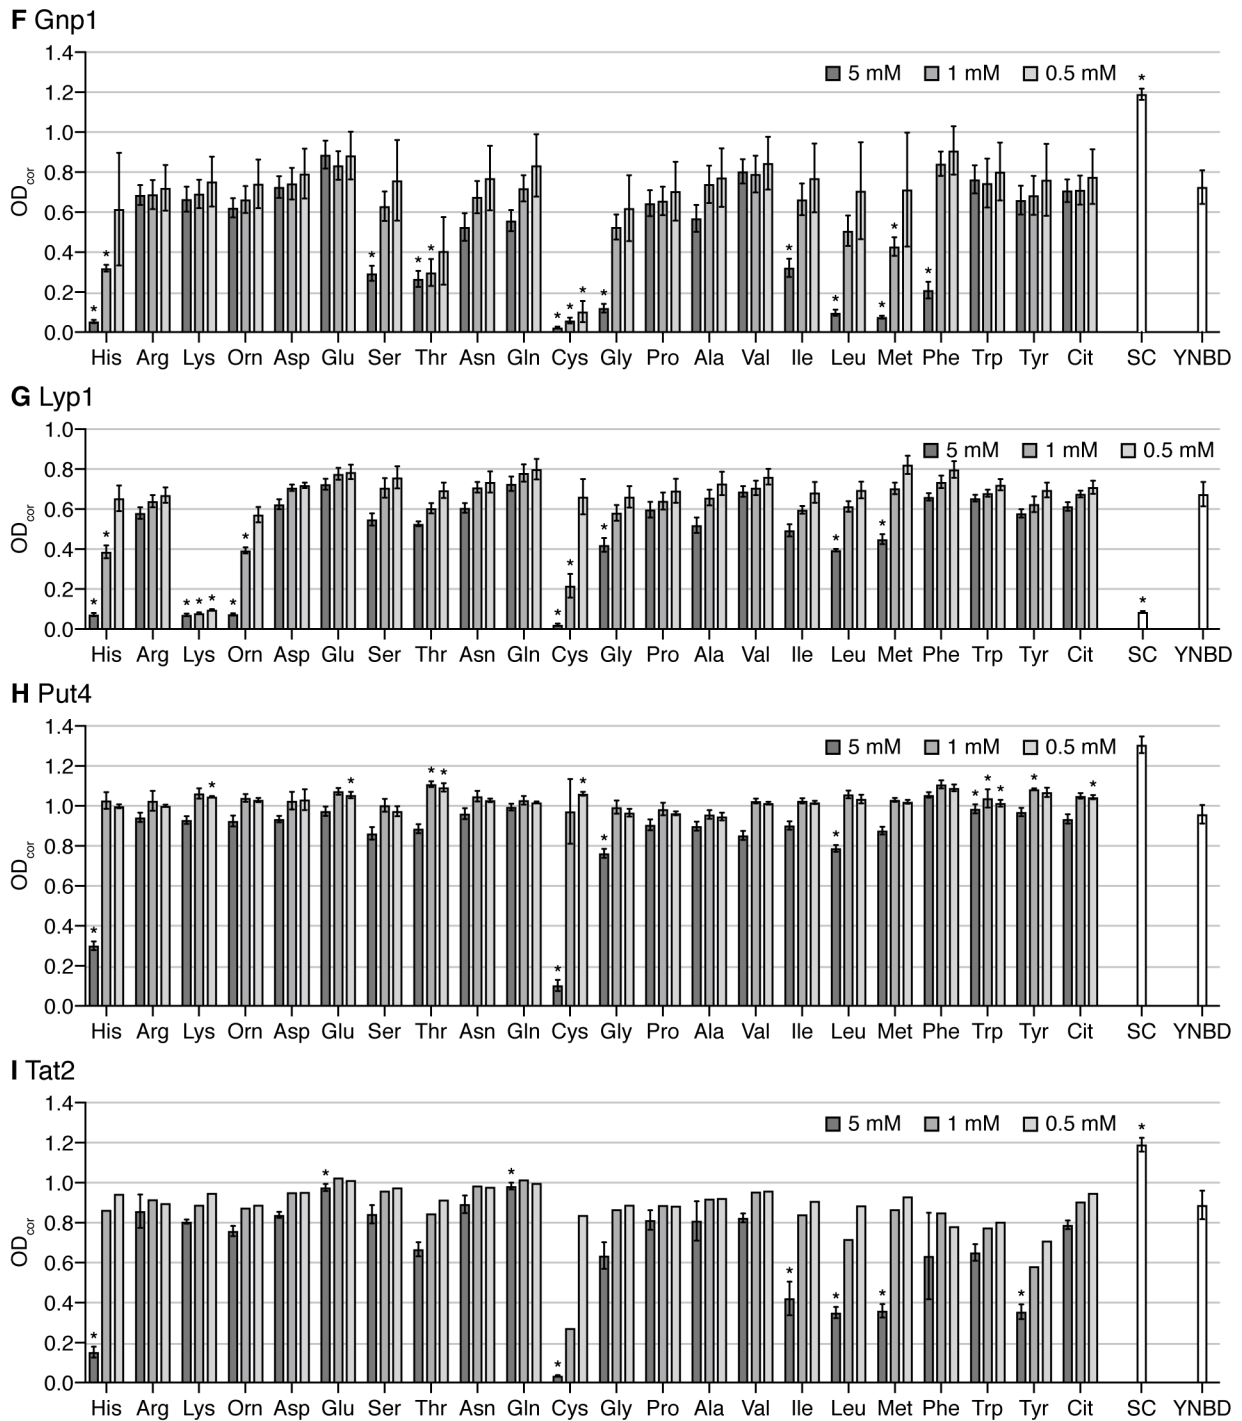 F Gnp1
1.4
1.2
1.0
0.8
0.6
0.4
0.2
0.0
ODcor
5 mM 1 mM 0.5 mM
* * * * * * * * * * * * * * * *
His Arg Lys Orn Asp Glu Ser Thr Asn Gln Cys Gly Pro Ala Val Ile Leu Met Phe Trp Tyr Cit SC YNBD
G Lyp1
1.0
0.8
0.6
0.4
0.2
0.0
ODcor
5 mM 1 mM 0.5 mM
* * * * * * * * * * * * *
His Arg Lys Orn Asp Glu Ser Thr Asn Gln Cys Gly Pro Ala Val Ile Leu Met Phe Trp Tyr Cit SC YNBD
H Put4
1.4
1.2
1.0
0.8
0.6
0.4
0.2
0.0
ODcor
5 mM 1 mM 0.5 mM
* * * * * * * * * * * * * *
His Arg Lys Orn Asp Glu Ser Thr Asn Gln Cys Gly Pro Ala Val Ile Leu Met Phe Trp Tyr Cit SC YNBD
I Tat2
1.4
1.2
1.0
0.8
0.6
0.4
0.2
0.0
ODcor
5 mM 1 mM 0.5 mM
* * * * * * * * *
His Arg Lys Orn Asp Glu Ser Thr Asn Gln Cys Gly Pro Ala Val Ile Leu Met Phe Trp Tyr Cit SC YNBD